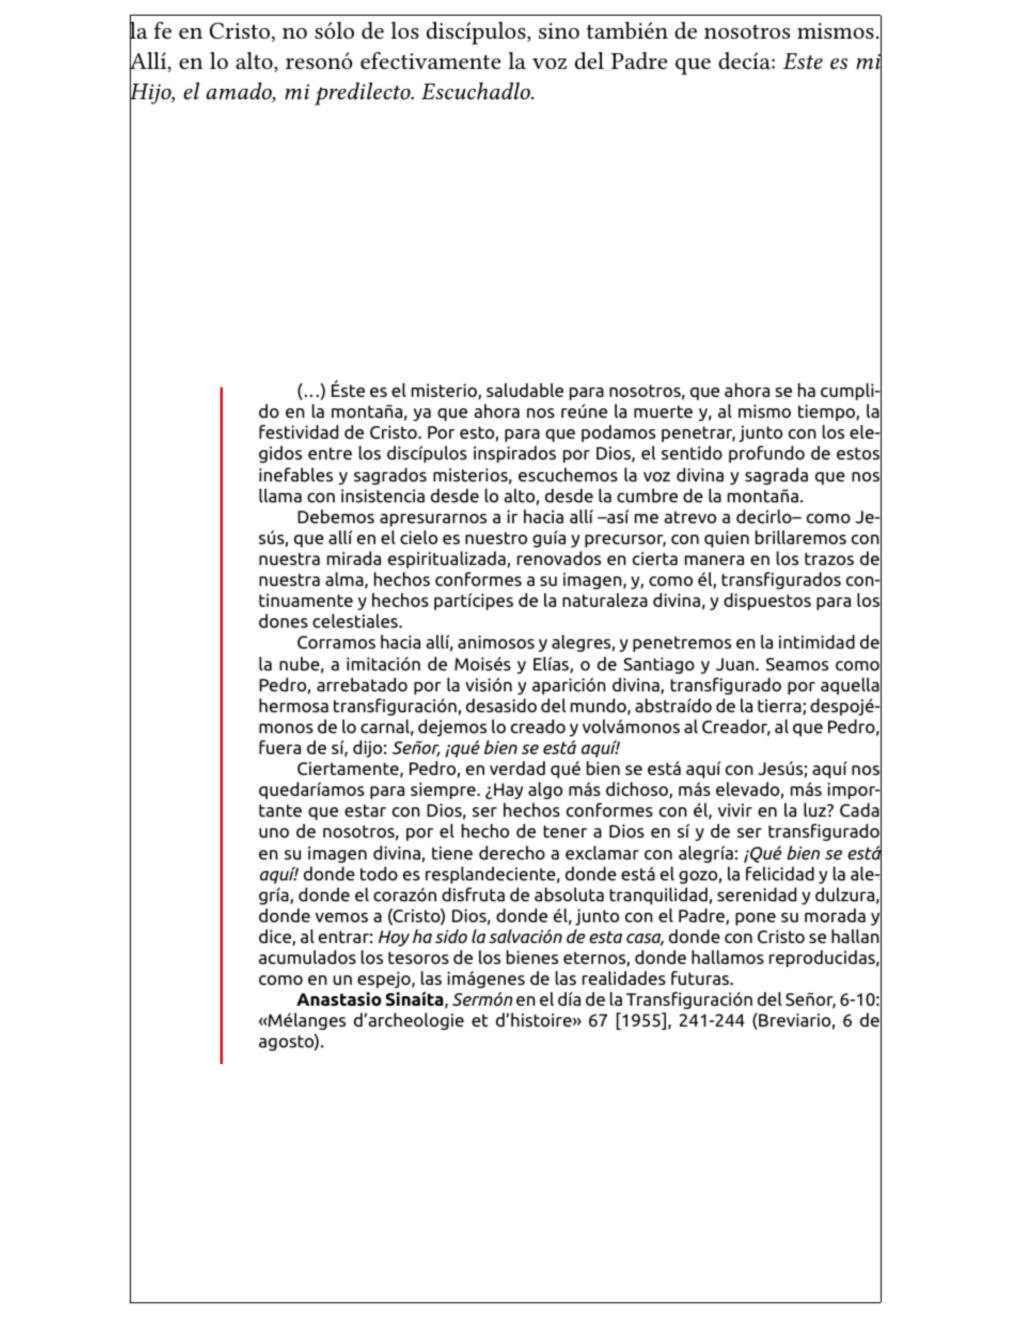 la fe en Cristo, no sólo de los discípulos, sino también de nosotros mismos.
Allí, en lo alto, resonó efectivamente la voz del Padre que decía: Este es mi
Hijo, el amado, mi predilecto. Escuchadlo.
(...) Éste es el misterio, saludable para nosotros, que ahora se ha cumpli-
do en la montaña, ya que ahora nos reúne la muerte y, al mismo tiempo, la
festividad de Cristo. Por esto, para que podamos penetrar, junto con los ele-
gidos entre los discípulos inspirados por Dios, el sentido profundo de estos
inefables y sagrados misterios, escuchemos la voz divina y sagrada que nos
llama con insistencia desde lo alto, desde la cumbre de la montaña.
Debemos apresurarnos a ir hacia allí –así me atrevo a decirlo– como Je-
sús, que allí en el cielo es nuestro guía y precursor, con quien brillaremos con
nuestra mirada espiritualizada, renovados en cierta manera en los trazos de
nuestra alma, hechos conformes a su imagen, y, como él, transfigurados con-
tinuamente y hechos partícipes de la naturaleza divina, y dispuestos para los
dones celestiales.
Corramos hacia allí, animosos y alegres, y penetremos en la intimidad de
la nube, a imitación de Moisés y Elías, o de Santiago y Juan. Seamos como
Pedro, arrebatado por la visión y aparición divina, transfigurado por aquella
hermosa transfiguración, desasido del mundo, abstraído de la tierra; despojé-
monos de lo carnal, dejemos lo creado y volvámonos al Creador, al que Pedro,
fuera de sí, dijo: Señor, ¡qué bien se está aquí!
Ciertamente, Pedro, en verdad qué bien se está aquí con Jesús; aquí nos
quedaríamos para siempre. ¿Hay algo más dichoso, más elevado, más impor-
tante que estar con Dios, ser hechos conformes con él, vivir en la luz? Cada
uno de nosotros, por el hecho de tener a Dios en sí y de ser transfigurado
en su imagen divina, tiene derecho a exclamar con alegría: ¡Qué bien se está
aquí! donde todo es resplandeciente, donde está el gozo, la felicidad y la ale-
gría, donde el corazón disfruta de absoluta tranquilidad, serenidad y dulzura,
donde vemos a (Cristo) Dios, donde él, junto con el Padre, pone su morada y
dice, al entrar: Hoy ha sido la salvación de esta casa, donde con Cristo se hallan
acumulados los tesoros de los bienes eternos, donde hallamos reproducidas,
como en un espejo, las imágenes de las realidades futuras.
Anastasio Sinaíta, Sermón en el día de la Transfiguración del Señor, 6-10:
«Mélanges d’archeologie et d’histoire» 67 [1955], 241-244 (Breviario, 6 de
agosto).